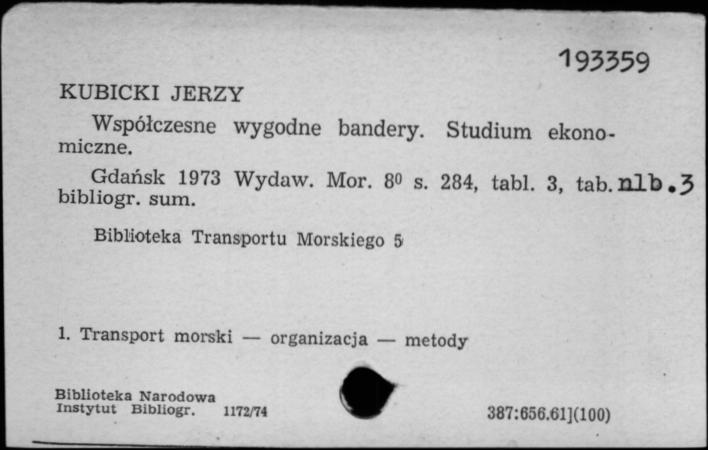 193359
KUBICKI JERZY
Współczesne wygodne bandery. Studium ekono-
miczne.
Gdańsk 1973 Wydaw. Mor. 8⁰ s. 284, tabl. 3, tab. nlb. 3
bibliogr. sum.
Biblioteka Transportu Morskiego 5
1. Transport morski — organizacja — metody
Biblioteka Narodowa
Instytut Bibliogr. 1172/74
387:656.61](100)